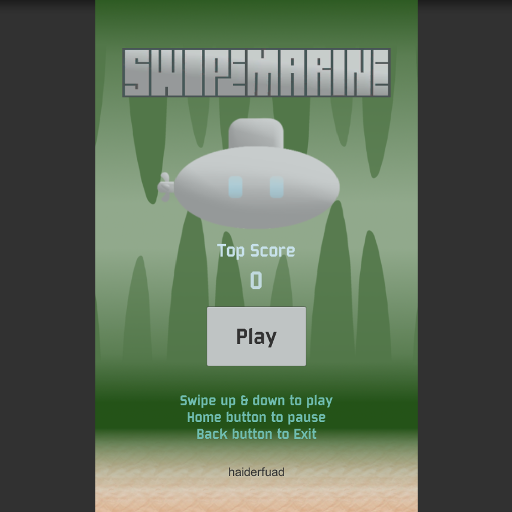 SWIPEMARINE
Top Score
0
Play
Swipe up & down to play
Home button to pause
Back button to Exit
haiderfuad